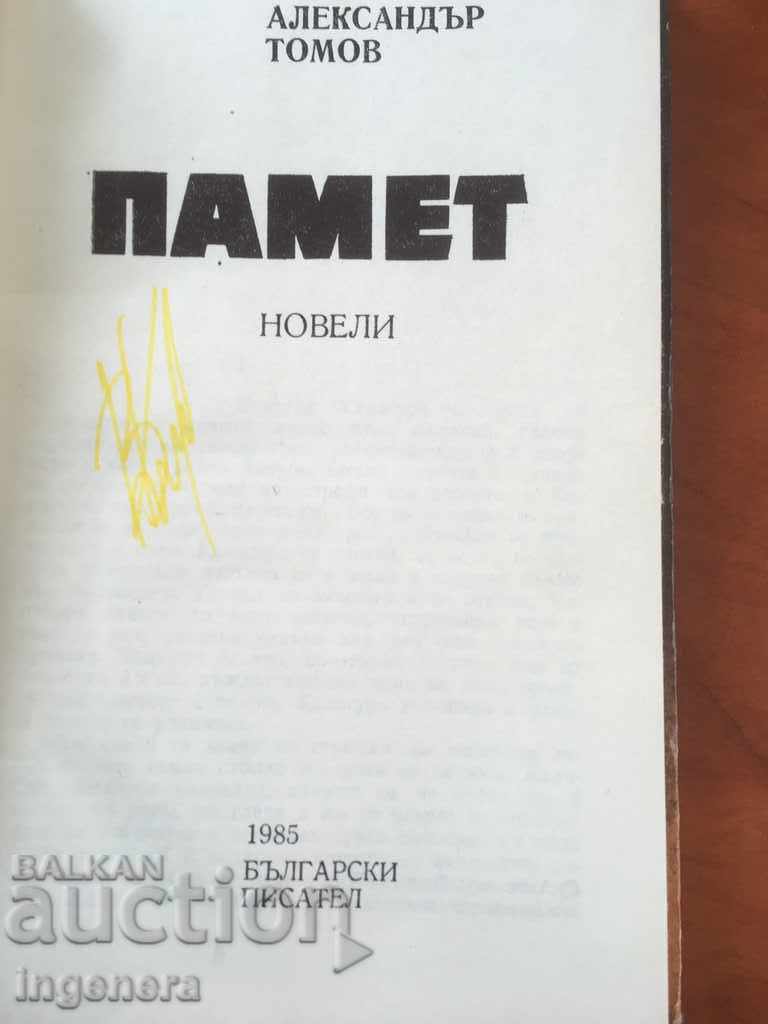 АЛЕКСАНДЪР
ТОМОВ
ПАМЕТ
НОВЕЛИ
1985
БЪЛГАРСКИ
ПИСАТЕЛ
BALKAN
auction
ingenera